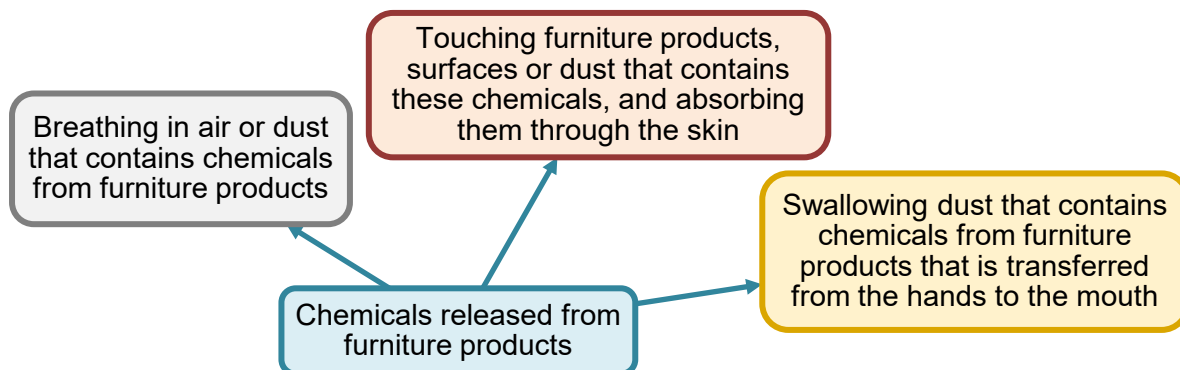 Touching furniture products,
surfaces or dust that contains
these chemicals, and absorbing
them through the skin
Breathing in air or dust
that contains chemicals
from furniture products
Swallowing dust that contains
chemicals from furniture
products that is transferred
from the hands to the mouth
Chemicals released from
furniture products